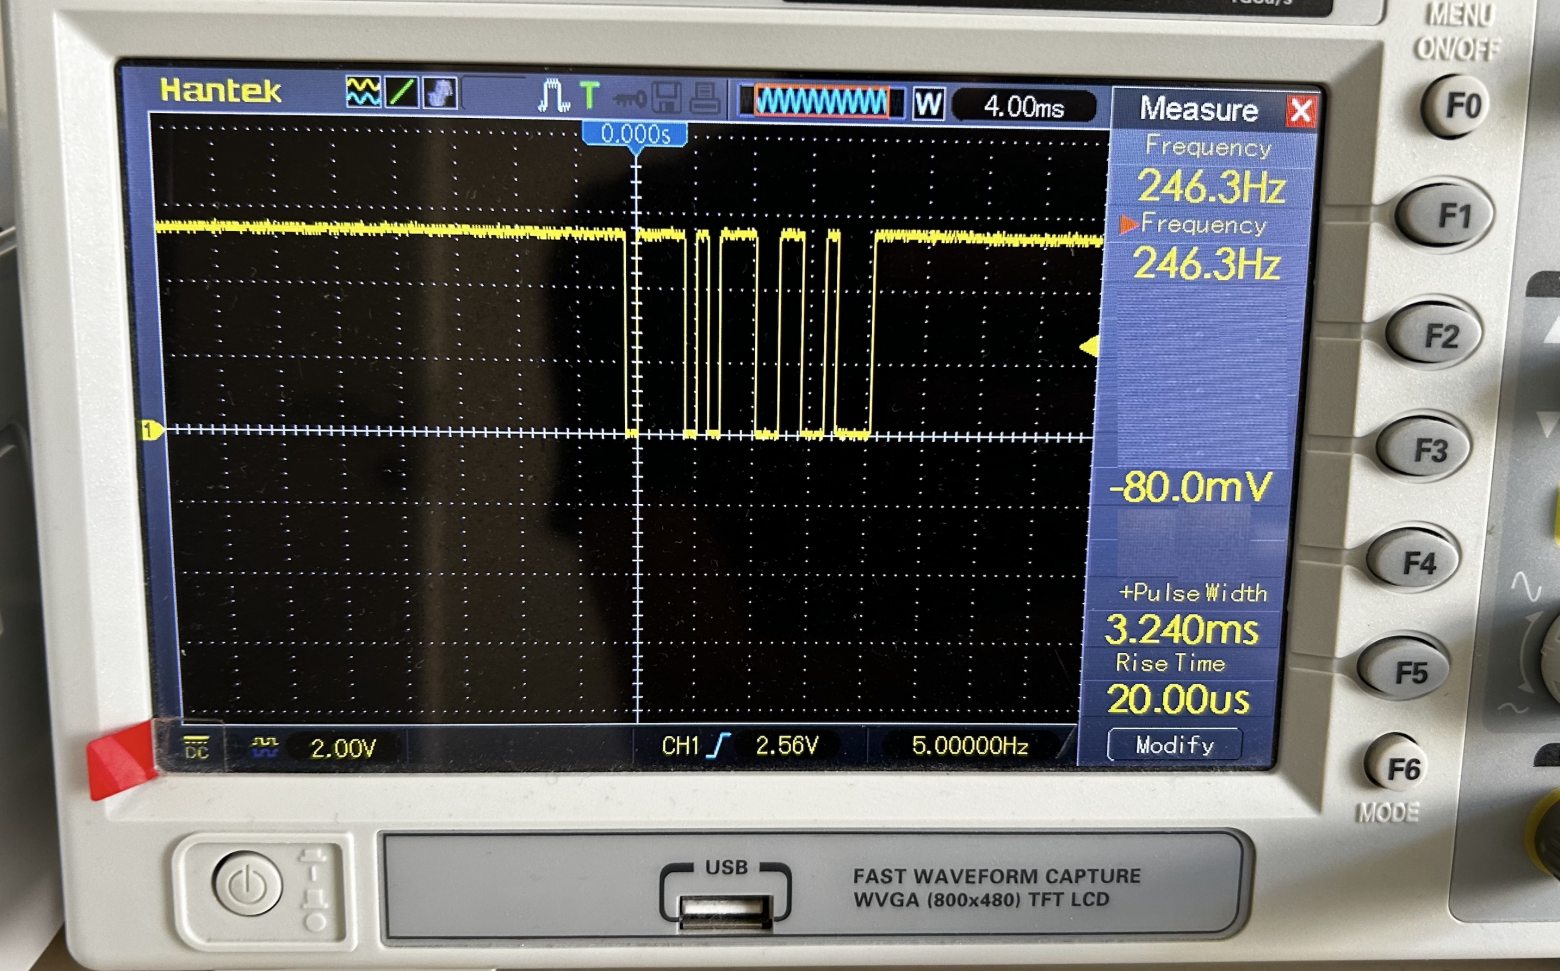 MENU
ON/OFF
Hantek
T
W
4.00ms
Measure
X
F0
0.000s
Frequency
246.3Hz
Frequency
246.3Hz
F1
F2
1
F3
-80.0mV
F4
+Pulse Width
3.240ms
Rise Time
20.00us
F5
DC
2.00V
CH1
2.56V
5.00000Hz
Modify
F6
MODE
USB
FAST WAVEFORM CAPTURE
WVGA (800x480) TFT LCD